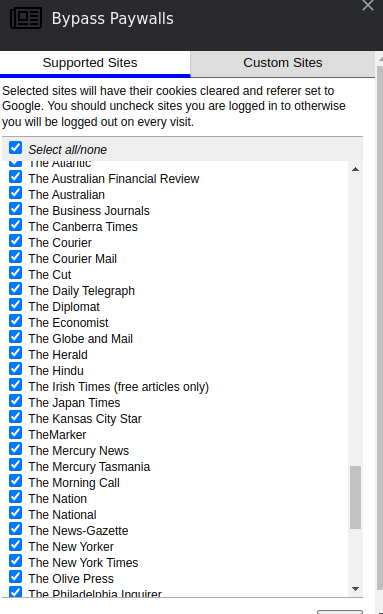 Bypass Paywalls
Supported Sites
Custom Sites
Selected sites will have their cookies cleared and referer set to
Google. You should uncheck sites you are logged in to otherwise
you will be logged out on every visit.
Select all/none
The Atlantic
The Australian Financial Review
The Australian
The Business Journals
The Canberra Times
The Courier
The Courier Mail
The Cut
The Daily Telegraph
The Diplomat
The Economist
The Globe and Mail
The Herald
The Hindu
The Irish Times (free articles only)
The Japan Times
The Kansas City Star
TheMarker
The Mercury News
The Mercury Tasmania
The Morning Call
The Nation
The National
The News-Gazette
The New Yorker
The New York Times
The Olive Press
The Philadelphia Inquirer